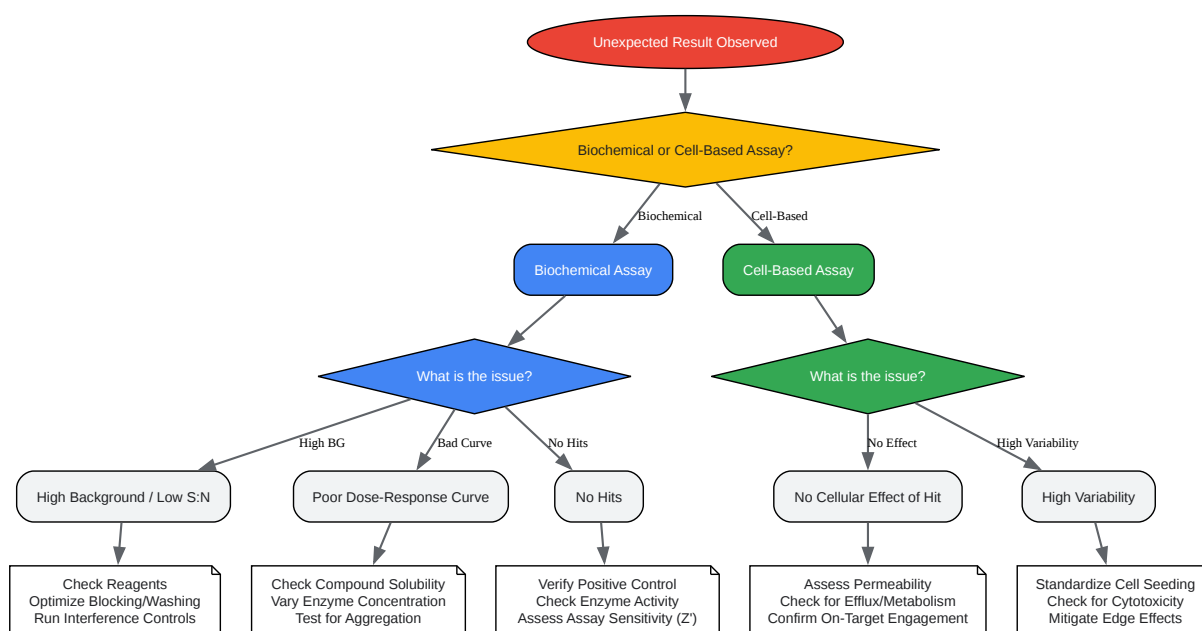 Unexpected Result Observed
Biochemical or Cell-Based Assay?
Biochemical
Cell-Based
Biochemical Assay
Cell-Based Assay
What is the issue?
What is the issue?
High BG
Bad Curve
No Hits
No Effect
High Variability
High Background / Low S:N
Poor Dose-Response Curve
No Hits
No Cellular Effect of Hit
High Variability
Check Reagents
Optimize Blocking/Washing
Run Interference Controls
Check Compound Solubility
Vary Enzyme Concentration
Test for Aggregation
Verify Positive Control
Check Enzyme Activity
Assess Assay Sensitivity (Z')
Assess Permeability
Check for Efflux/Metabolism
Confirm On-Target Engagement
Standardize Cell Seeding
Check for Cytotoxicity
Mitigate Edge Effects